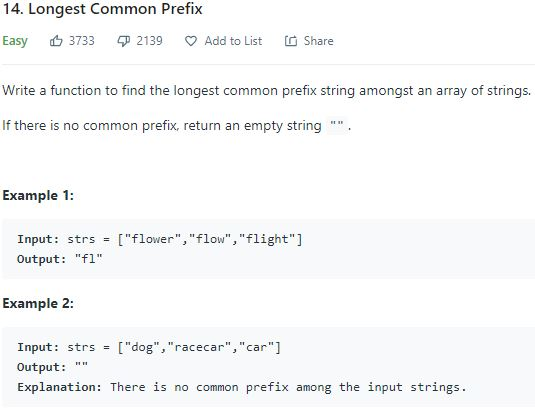 14. Longest Common Prefix
Easy 3733 2139 Add to List Share
Write a function to find the longest common prefix string amongst an array of strings.
If there is no common prefix, return an empty string "".
Example 1:
Input: strs = ["flower","flow","flight"]
Output: "fl"
Example 2:
Input: strs = ["dog","racecar","car"]
Output: ""
Explanation: There is no common prefix among the input strings.